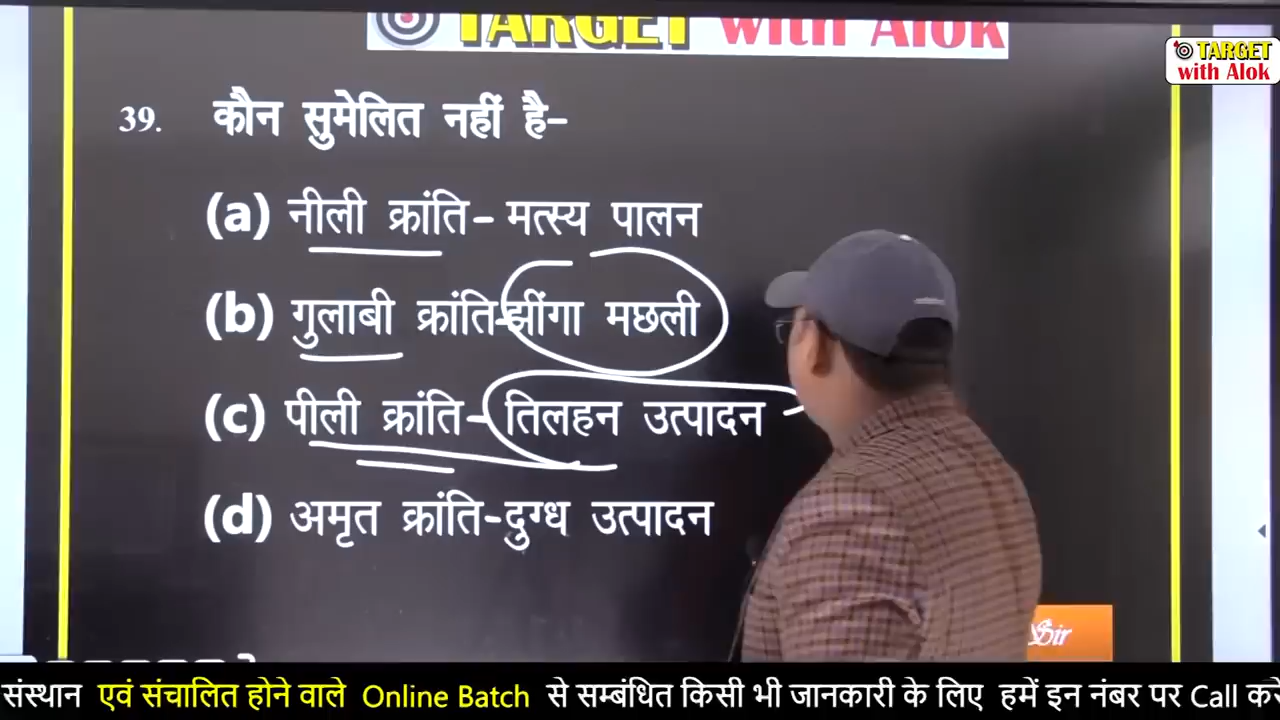 TARGET with Alok
TARGET
with Alok
39. कौन सुमेलित नहीं है-
(a) नीली क्रांति- मत्स्य पालन
(b) गुलाबी क्रांति-झींगा मछली
(c) पीली क्रांति-तिलहन उत्पादन
(d) अमृत क्रांति-दुग्ध उत्पादन
Sir
संस्थान एवं संचालित होने वाले Online Batch से सम्बंधित किसी भी जानकारी के लिए हमें इन नंबर पर Call करे